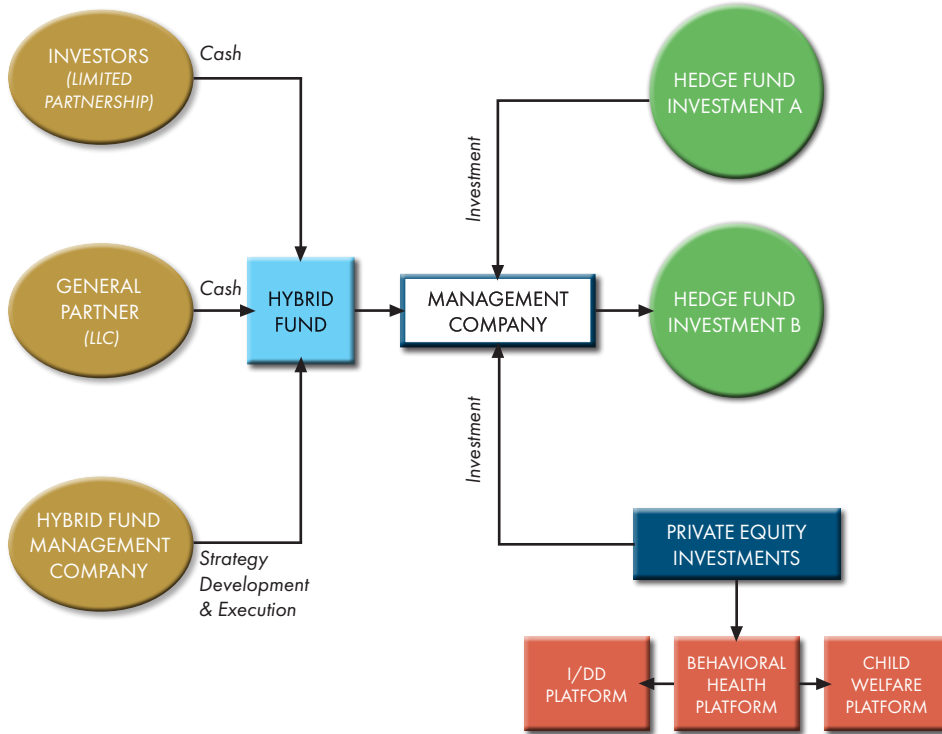 INVESTORS
(LIMITED
PARTNERSHIP)
Cash
HEDGE FUND
INVESTMENT A
Investment
GENERAL
PARTNER
(LLC)
Cash
HYBRID
FUND
MANAGEMENT
COMPANY
HEDGE FUND
INVESTMENT B
Investment
HYBRID FUND
MANAGEMENT
COMPANY
Strategy
Development
& Execution
PRIVATE EQUITY
INVESTMENTS
I/DD
PLATFORM
BEHAVIORAL
HEALTH
PLATFORM
CHILD
WELFARE
PLATFORM